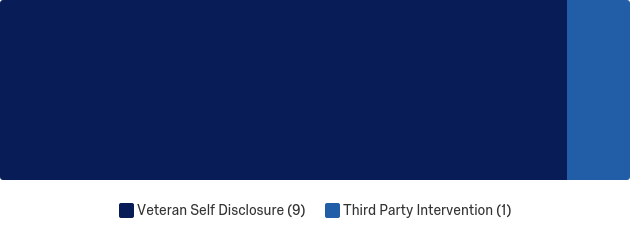 Veteran Self Disclosure (9) Third Party Intervention (1)